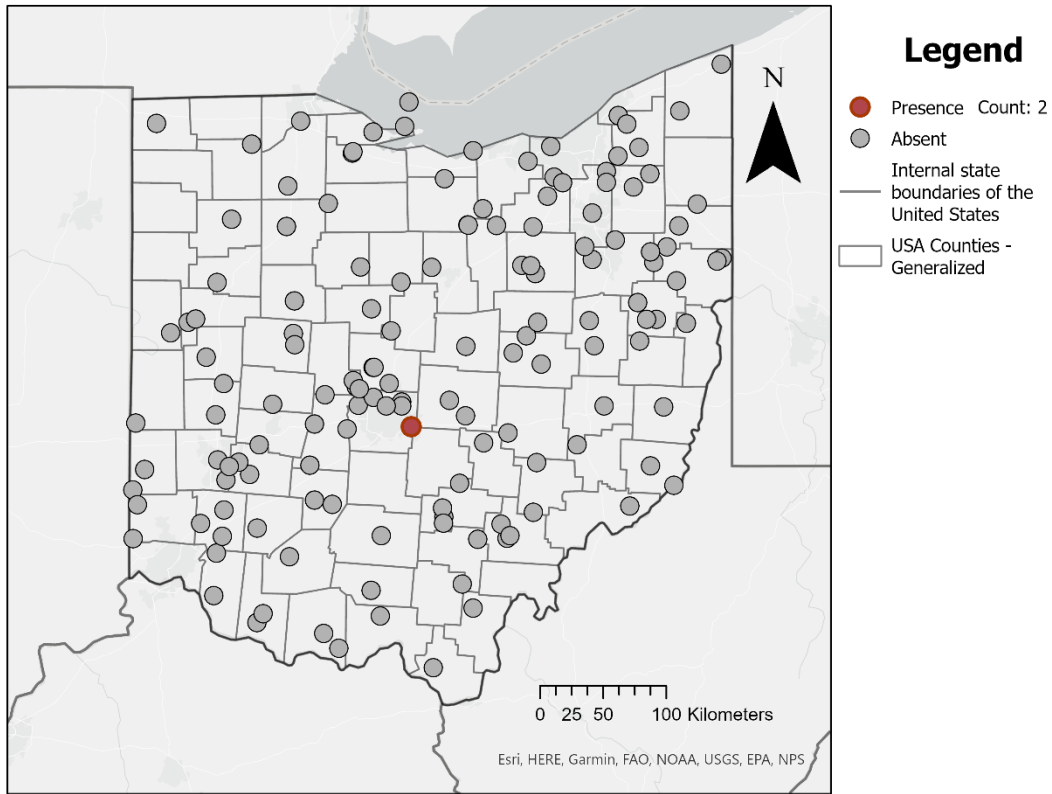 Legend
N
Presence Count: 2
Absent
Internal state
boundaries of the
United States
USA Counties -
Generalized
0 25 50 100 Kilometers
Esri, HERE, Garmin, FAO, NOAA, USGS, EPA, NPS